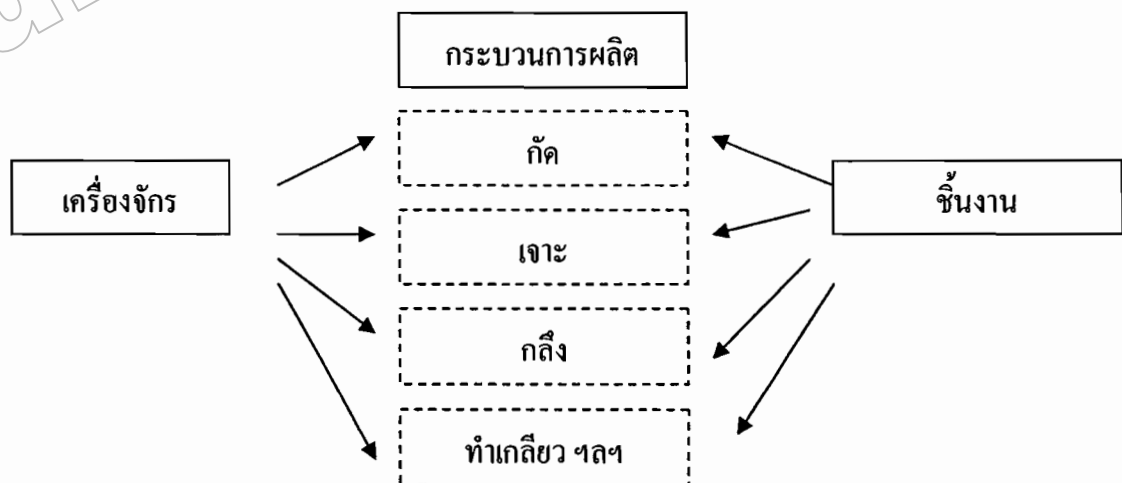 กระบวนการผลิต
กัด
เครื่องจักร
ชิ้นงาน
เจาะ
กลึง
ทำเกลียว ฯลฯ